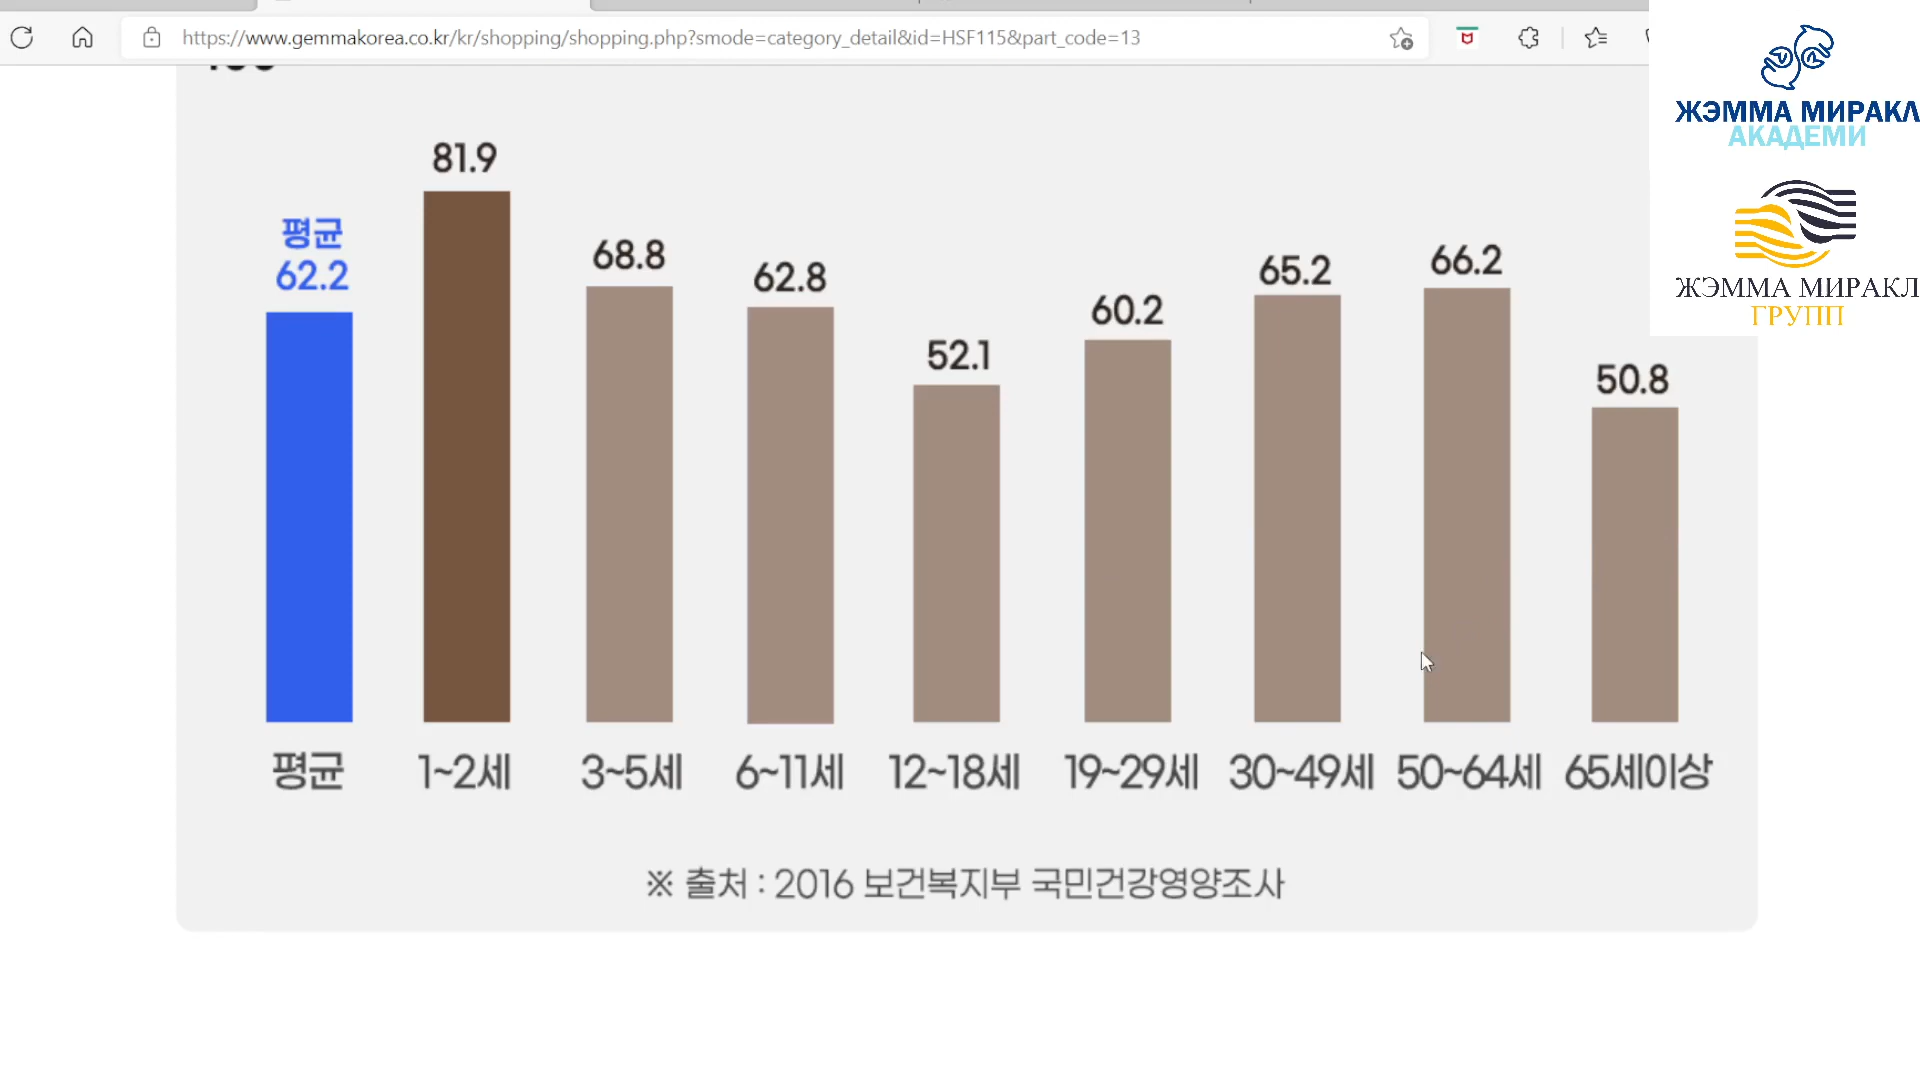 https://www.gemmakorea.co.kr/kr/shopping/shopping.php?smode=category_detail&id=HSF115&part_code=13
ЖЭММА МИРАКЛ
АКАДЕМИ
ЖЭММА МИРАКЛ
ГРУПП
평균
62.2
81.9
68.8
62.8
52.1
60.2
65.2
66.2
50.8
평균 1~2세 3~5세 6~11세 12~18세 19~29세 30~49세 50~64세 65세이상
※ 출처 : 2016 보건복지부 국민건강영양조사